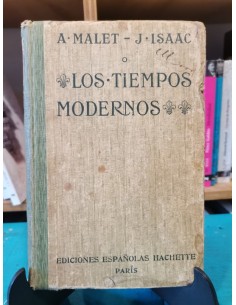 A·MALET – J·ISAAC
LOS·TIEMPOS
MODERNOS
EDICIONES ESPAÑOLAS HACHETTE
PARÍS